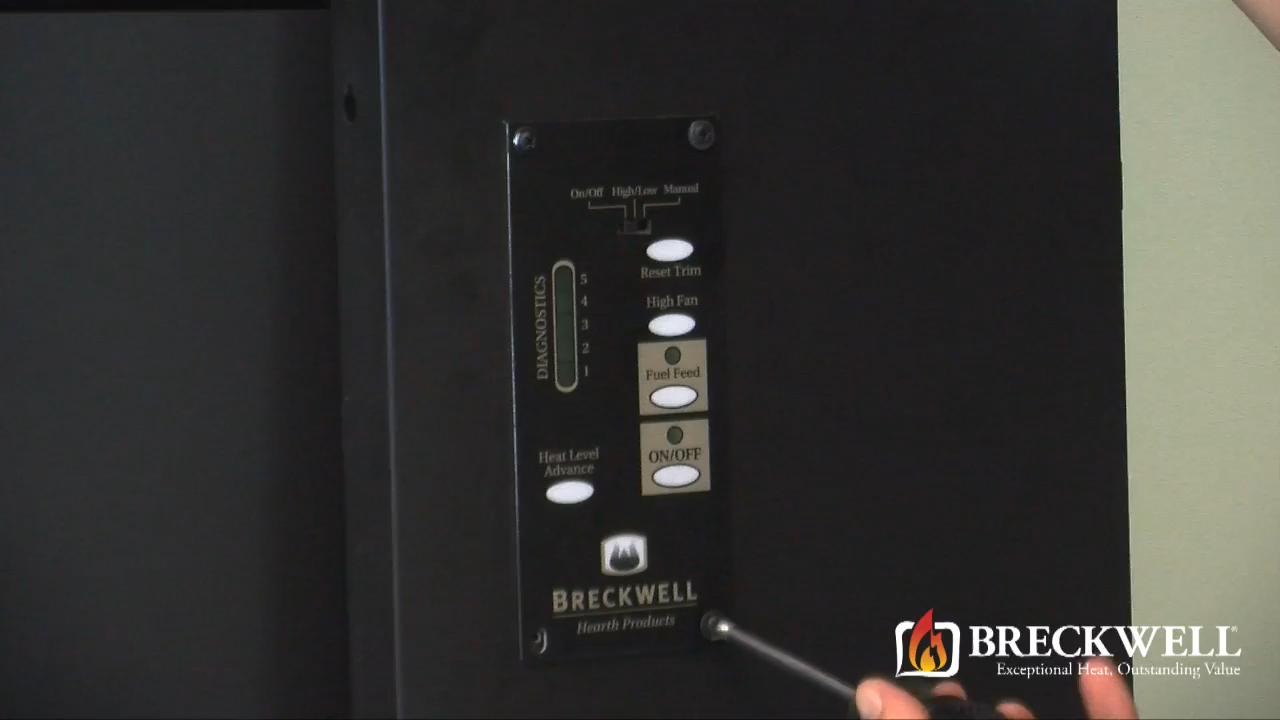 On/Off High/Low Manual
Reset Trim
High Fan
DIAGNOSTICS
5
4
3
2
1
Fuel Feed
ON/OFF
Heat Level
Advance
BRECKWELL
Hearth Products
BRECKWELL®
Exceptional Heat, Outstanding Value